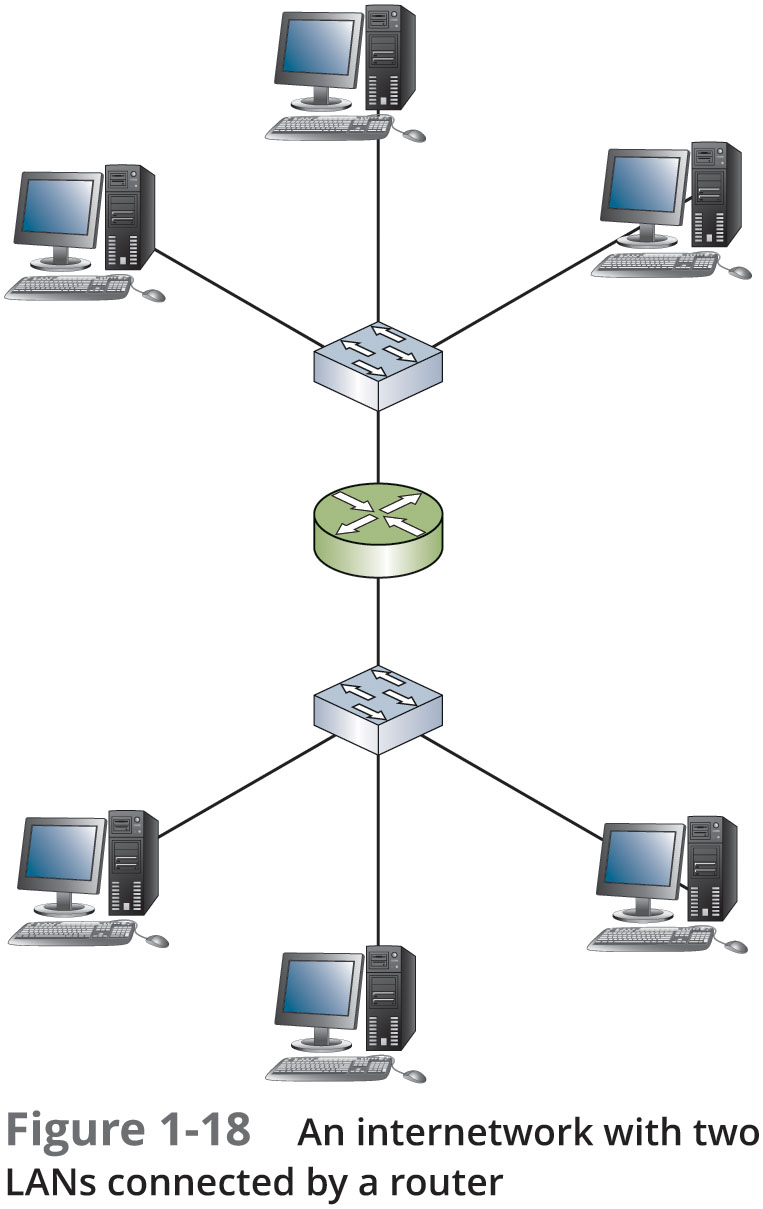 Figure 1-18 An internetwork with two
LANs connected by a router